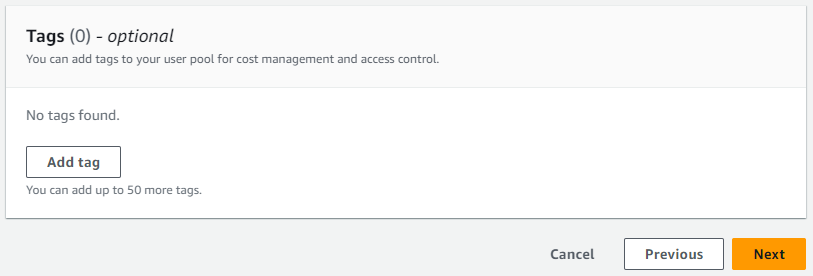 Tags (0) - optional
You can add tags to your user pool for cost management and access control.
No tags found.
Add tag
You can add up to 50 more tags.
Cancel
Previous
Next